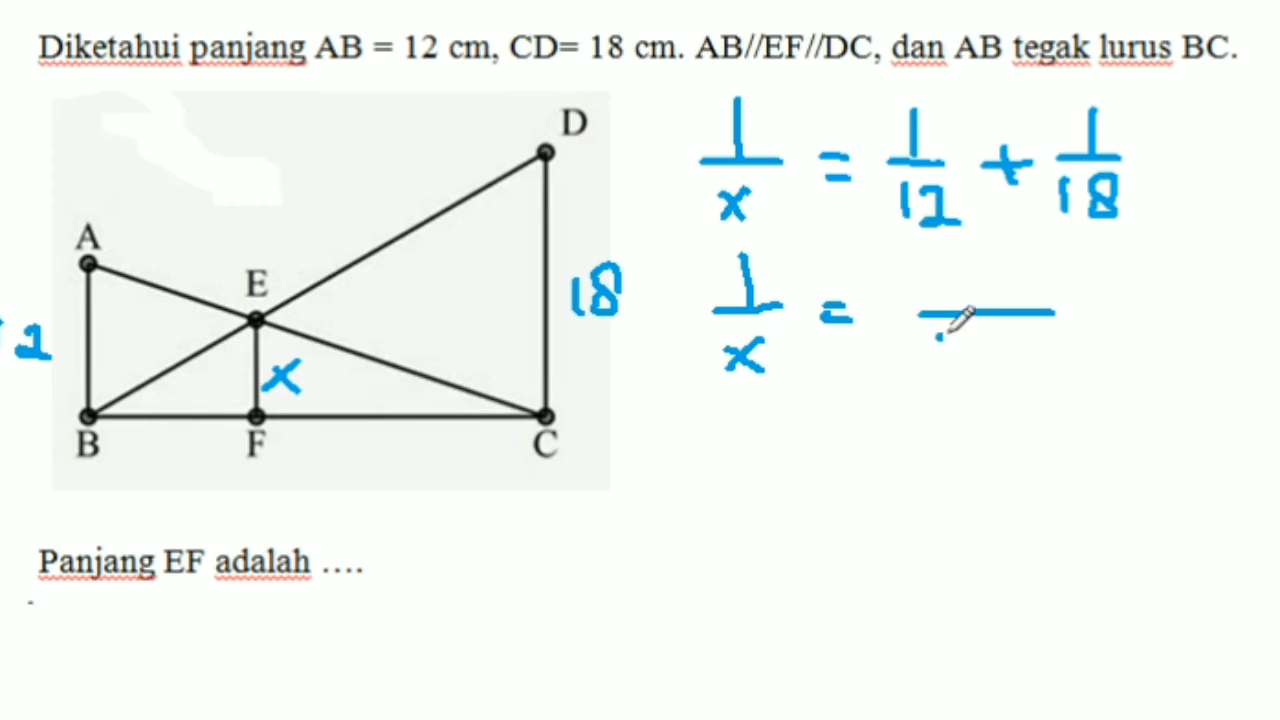 Diketahui panjang AB = 12 cm, CD= 18 cm. AB//EF//DC, dan AB tegak lurus BC.
D
A
E
B
F
C
2
x
18
1/x = 1/12 + 1/18
1/x =
Panjang EF adalah ....